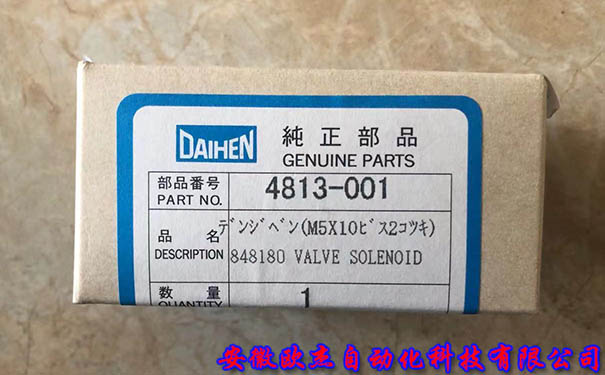 DAIHEN 純正部品
GENUINE PARTS
部品番号 4813-001
PART NO.
デンジベン(M5X10ビス2コツキ)
品名
DESCRIPTION 848180 VALVE SOLENOID
数量 1
QUANTITY
安徽欧杰自动化科技有限公司